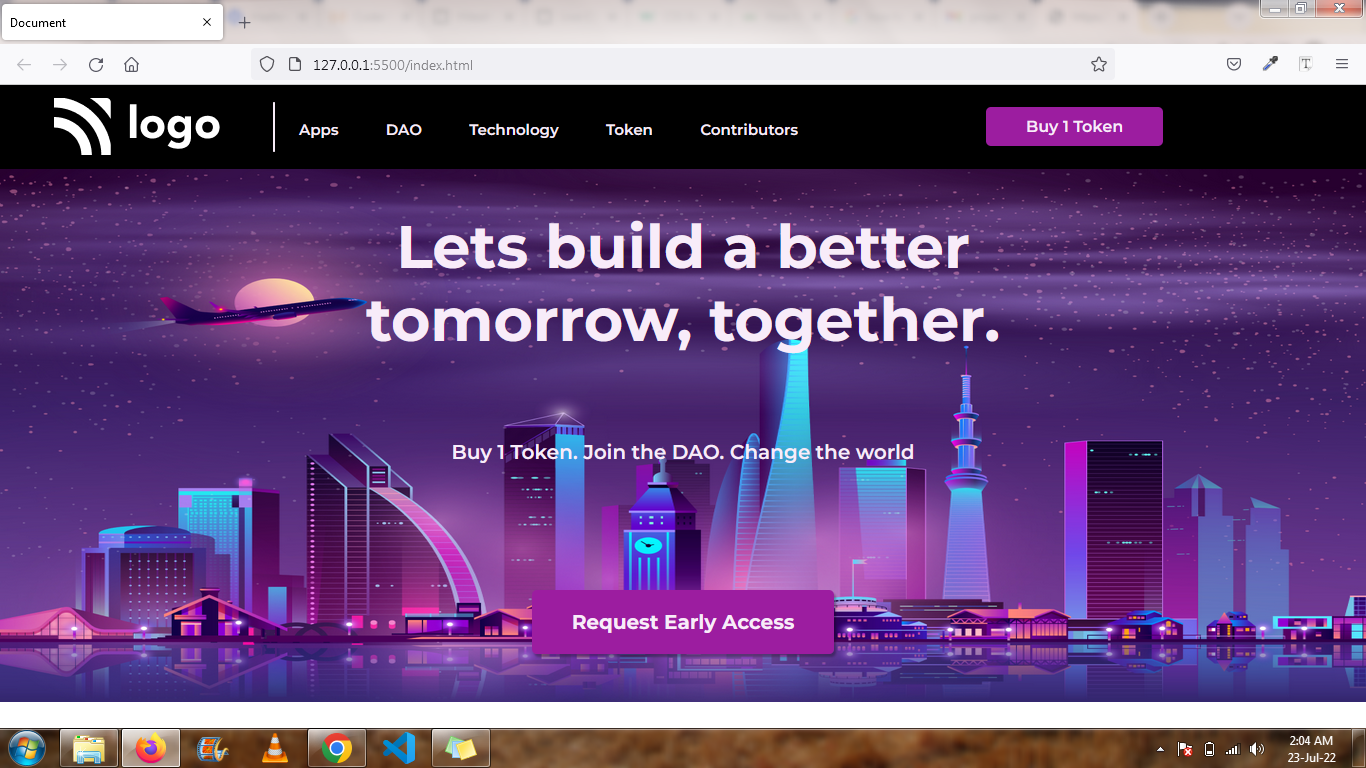 Document
127.0.0.1:5500/index.html
logo
Apps DAO Technology Token Contributors Buy 1 Token
Lets build a better
tomorrow, together.
Buy 1 Token. Join the DAO. Change the world
Request Early Access
2:04 AM
23-Jul-22